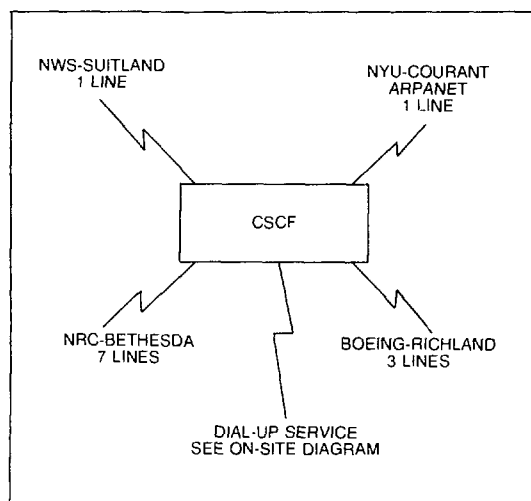 NWS-SUITLAND
1 LINE
NYU-COURANT
ARPANET
1 LINE
CSCF
NRC-BETHESDA
7 LINES
BOEING-RICHLAND
3 LINES
DIAL-UP SERVICE
SEE ON-SITE DIAGRAM